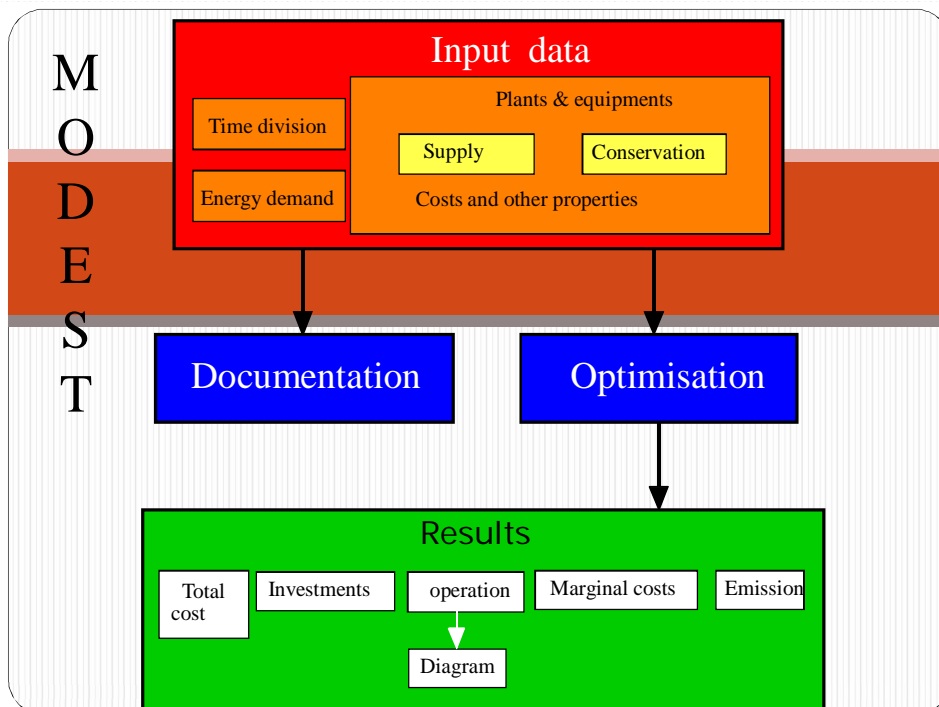 M
O
D
E
S
T
Input data
Plants & equipments
Time division
Supply
Conservation
Energy demand
Costs and other properties
Documentation
Optimisation
Results
Total
cost
Investments
operation
Marginal costs
Emission
Diagram